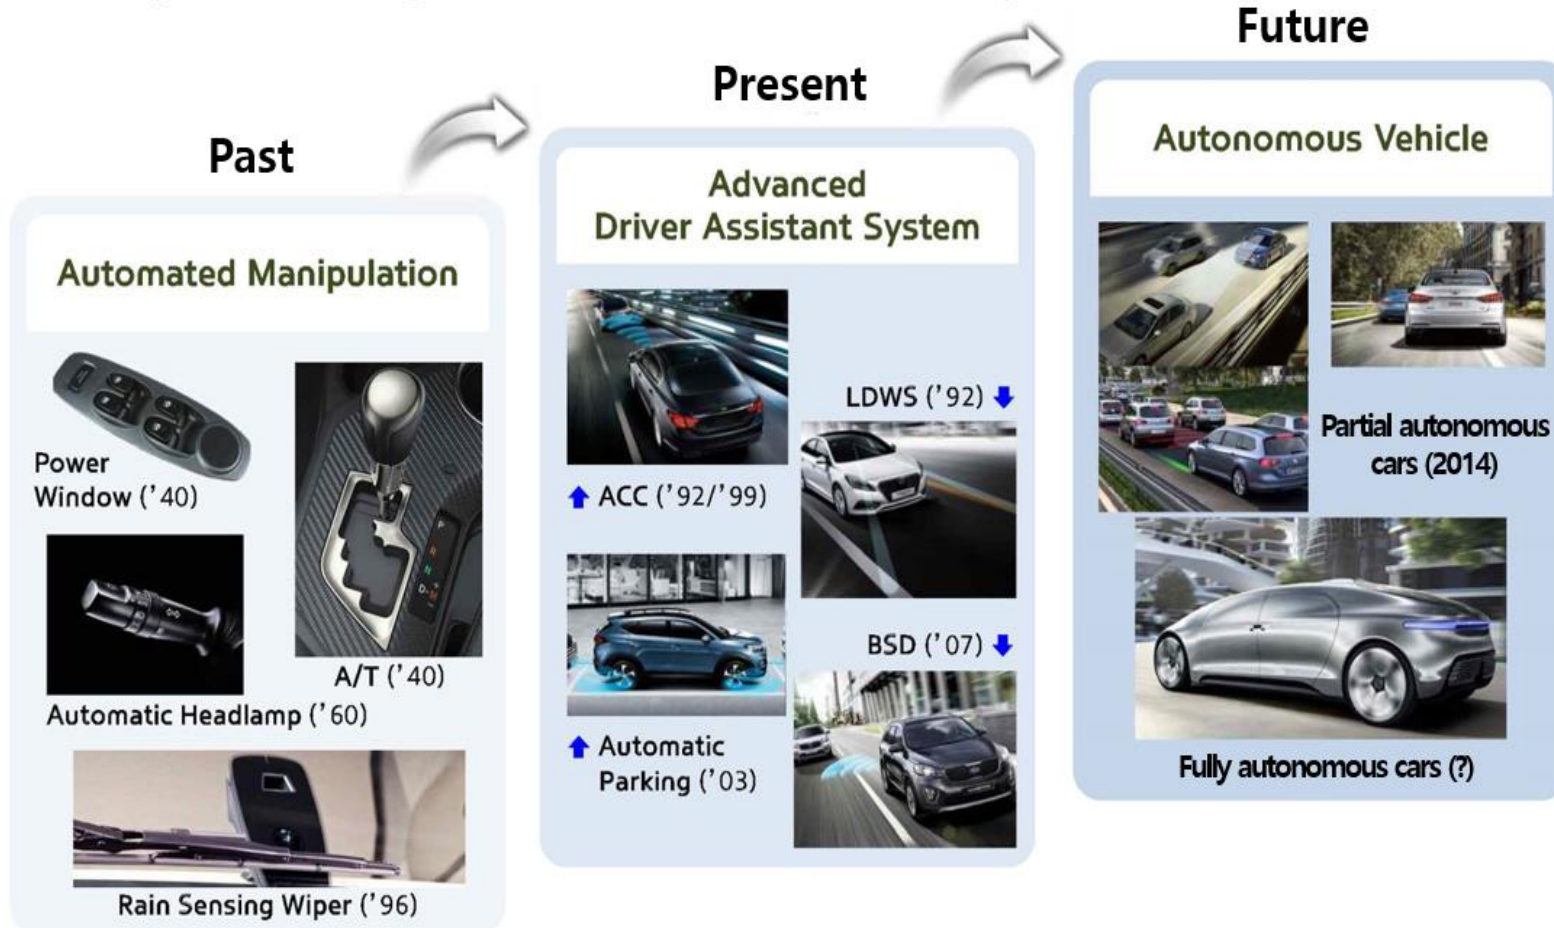 Past
Automated Manipulation
Power
Window ('40)
A/T ('40)
Automatic Headlamp ('60)
Rain Sensing Wiper ('96)
Present
Advanced
Driver Assistant System
ACC ('92/'99)
LDWS ('92)
Automatic
Parking ('03)
BSD ('07)
Future
Autonomous Vehicle
Partial autonomous
cars (2014)
Fully autonomous cars (?)